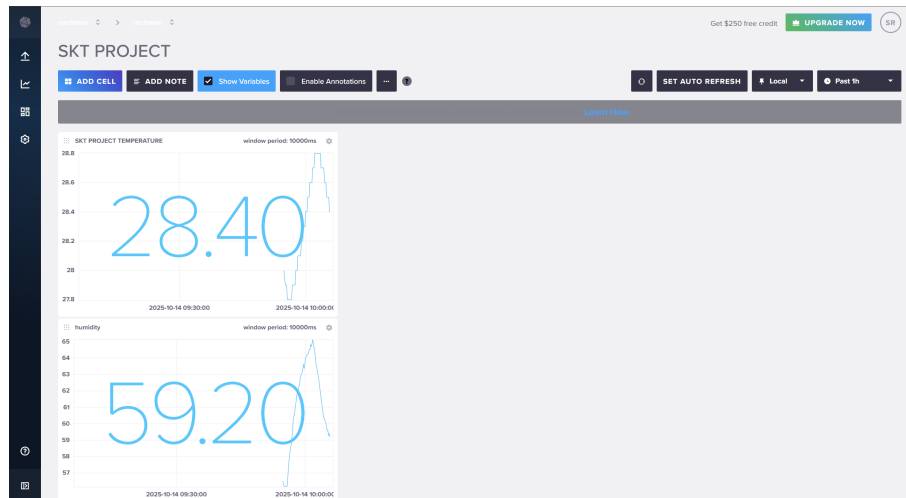 Get $250 free credit
UPGRADE NOW
SR
SKT PROJECT
ADD CELL
ADD NOTE
Show Variables
Enable Annotations
...
?
SET AUTO REFRESH
Local
Past 1h
Learn How
SKT PROJECT TEMPERATURE
window period: 10000ms
28.8
28.6
28.4
28.2
28
27.8
28.40
2025-10-14 09:30:00
2025-10-14 10:00:00
humidity
window period: 10000ms
65
64
63
62
61
60
59
58
57
59.20
2025-10-14 09:30:00
2025-10-14 10:00:00